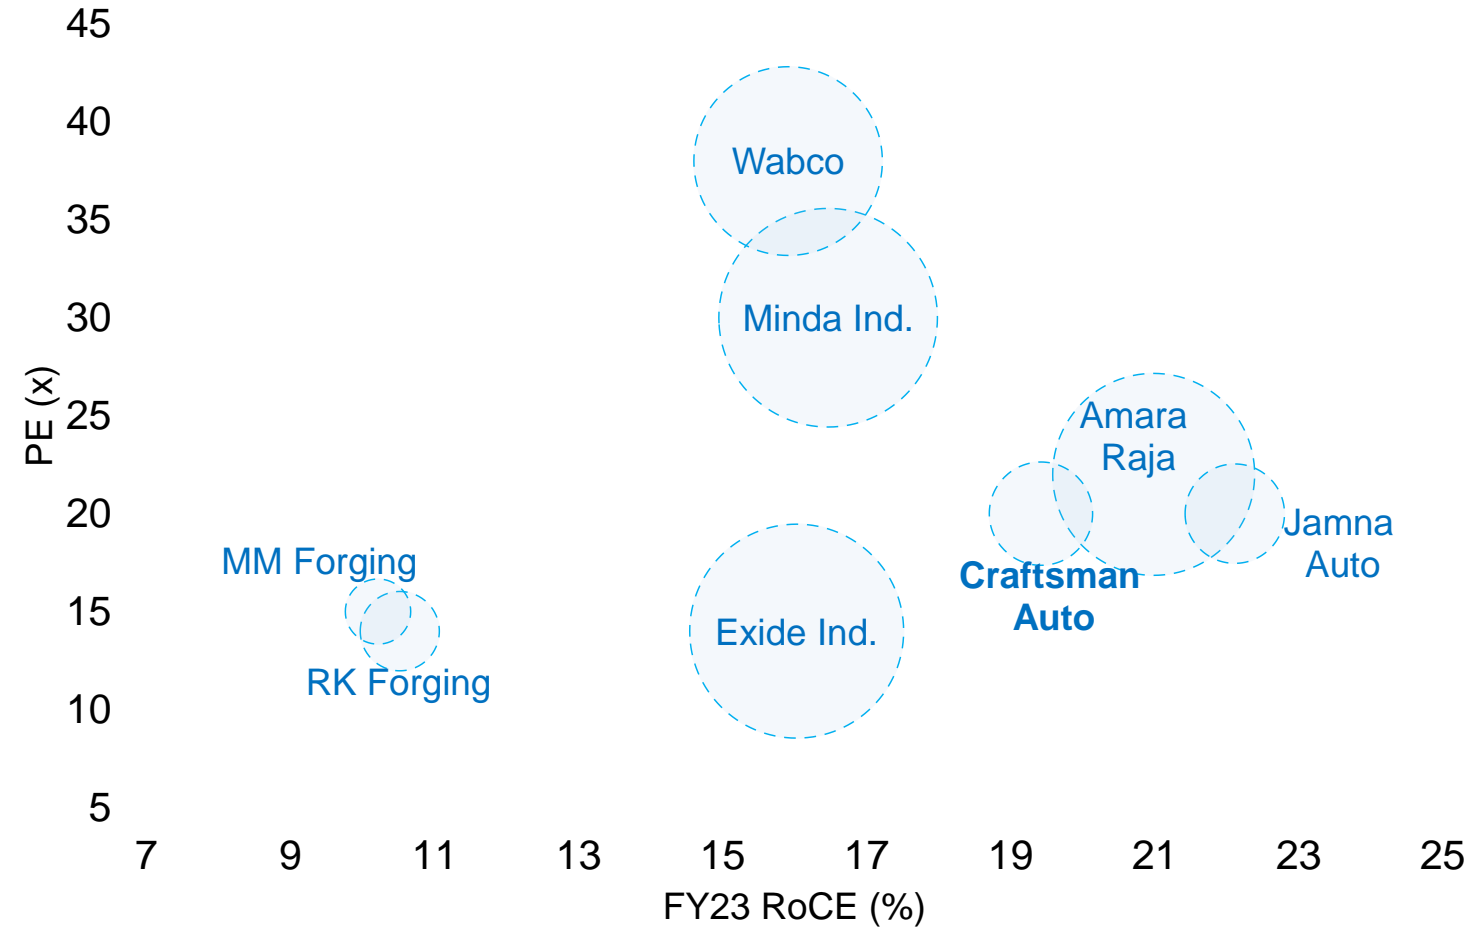 45
40
Wabco
35
Minda Ind.
30
PE (x)
25
Amara
Raja
20
Jamna
Auto
MM Forging
Craftsman
Auto
15
Exide Ind.
RK Forging
10
5
7 9 11 13 15 17 19 21 23 25
FY23 RoCE (%)